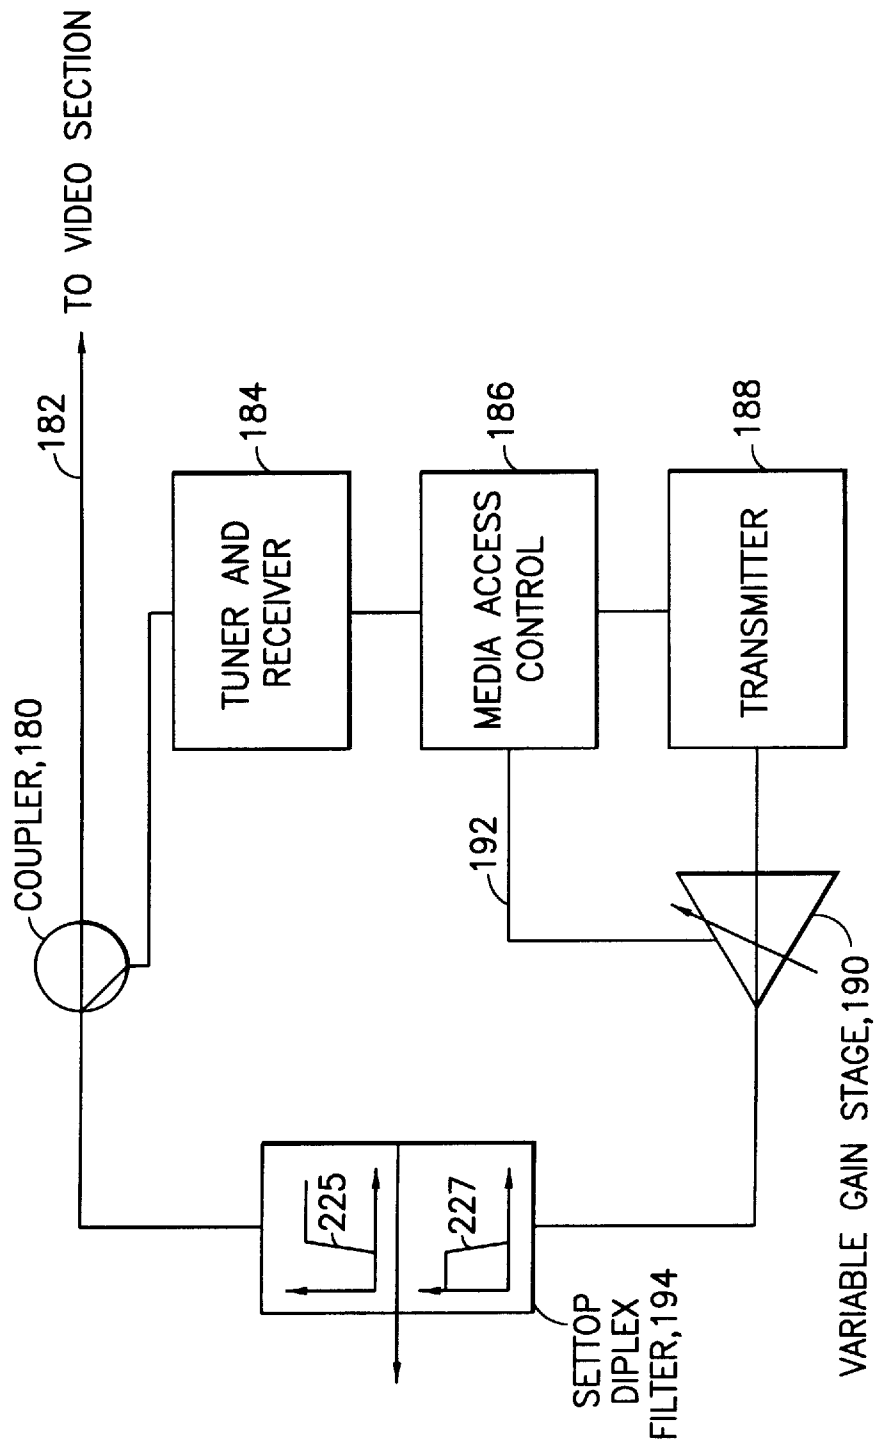 TO VIDEO SECTION
182
COUPLER,180
TUNER AND
RECEIVER
184
MEDIA ACCESS
CONTROL
186
192
TRANSMITTER
188
225
227
SETTOP
DIPLEX
FILTER,194
VARIABLE GAIN STAGE,190